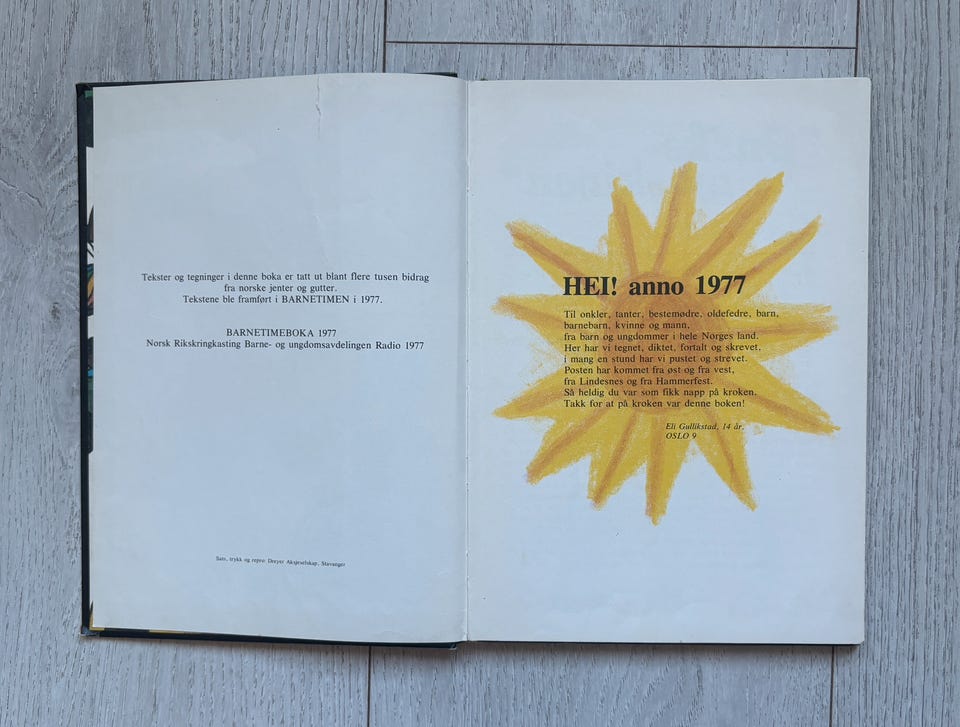 Tekster og tegninger i denne boka er tatt ut blant flere tusen bidrag
fra norske jenter og gutter.
Tekstene ble framført i BARNETIMEN i 1977.
BARNETIMEBOKA 1977
Norsk Rikskringkasting Barne- og ungdomsavdelingen Radio 1977
Sats, trykk og repro: Dreyer Aksjeselskap, Stavanger
HEI! anno 1977
Til onkler, tanter, bestemødre, oldefedre, barn,
barnebarn, kvinne og mann,
fra barn og ungdommer i hele Norges land.
Her har vi tegnet, diktet, fortalt og skrevet,
i mang en stund har vi pustet og strevet.
Posten har kommet fra øst og fra vest,
fra Lindesnes og fra Hammerfest.
Så heldig du var som fikk napp på kroken.
Takk for at på kroken var denne boken!
Eli Gullikstad, 14 år,
OSLO 9